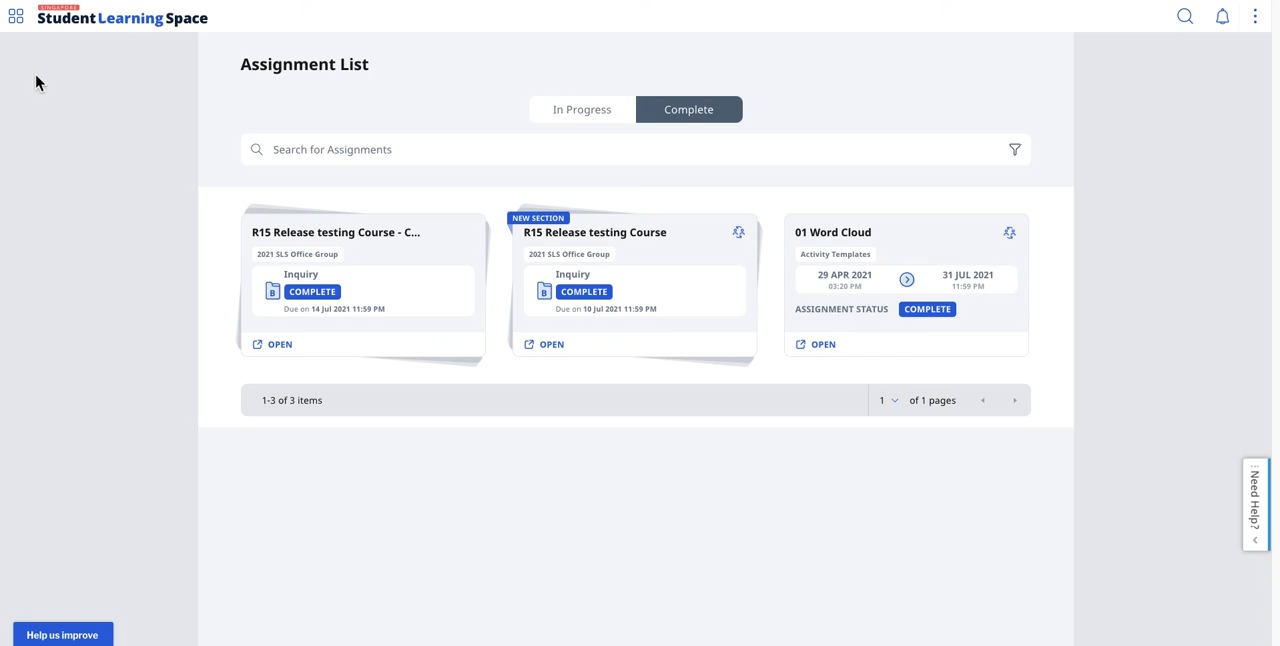 SINGAPORE
Student Learning Space
Assignment List
In Progress
Complete
Search for Assignments
R15 Release testing Course - C...
2021 SLS Office Group
Inquiry
B
COMPLETE
Due on 14 Jul 2021 11:59 PM
OPEN
NEW SECTION
R15 Release testing Course
2021 SLS Office Group
Inquiry
B
COMPLETE
Due on 10 Jul 2021 11:59 PM
OPEN
01 Word Cloud
Activity Templates
29 APR 2021
03:20 PM
31 JUL 2021
11:59 PM
ASSIGNMENT STATUS COMPLETE
OPEN
1-3 of 3 items
1 of 1 pages
Need Help?
Help us improve